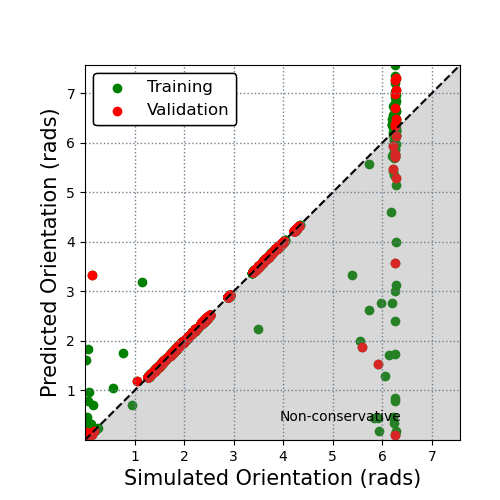 Training
Validation
Predicted Orientation (rads)
7
6
5
4
3
2
1
Non-conservative
1 2 3 4 5 6 7
Simulated Orientation (rads)